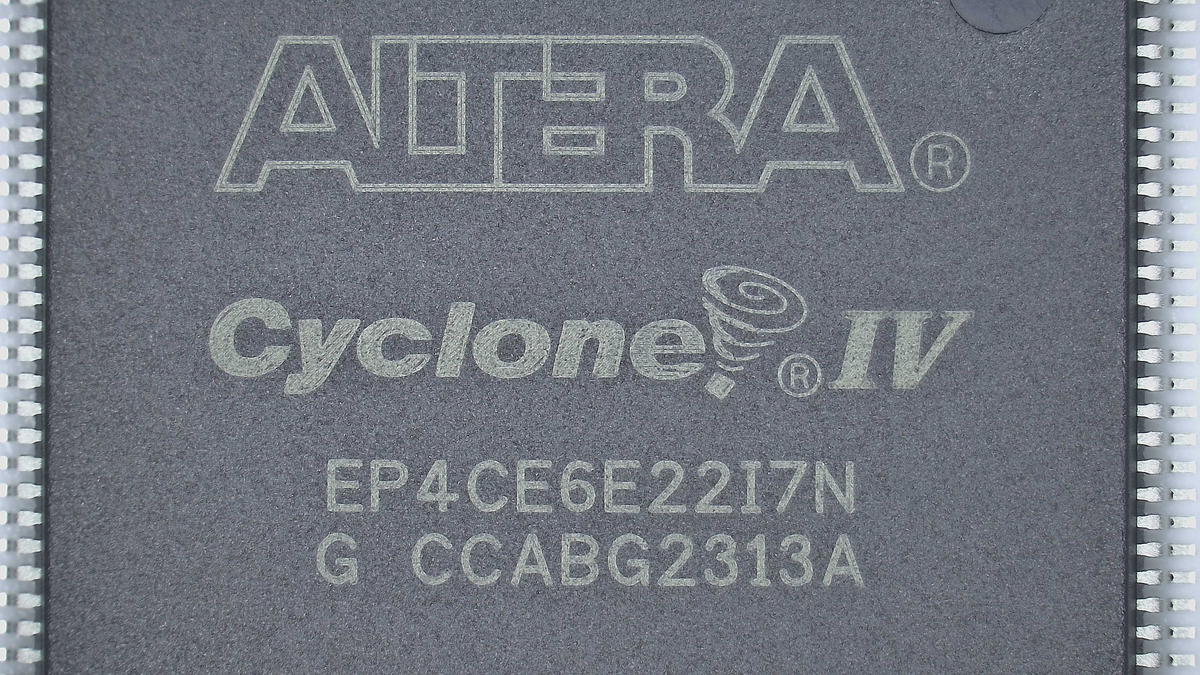 ALTERA®
Cyclone® IV
EP4CE6E22I7N
G CCABG2313A